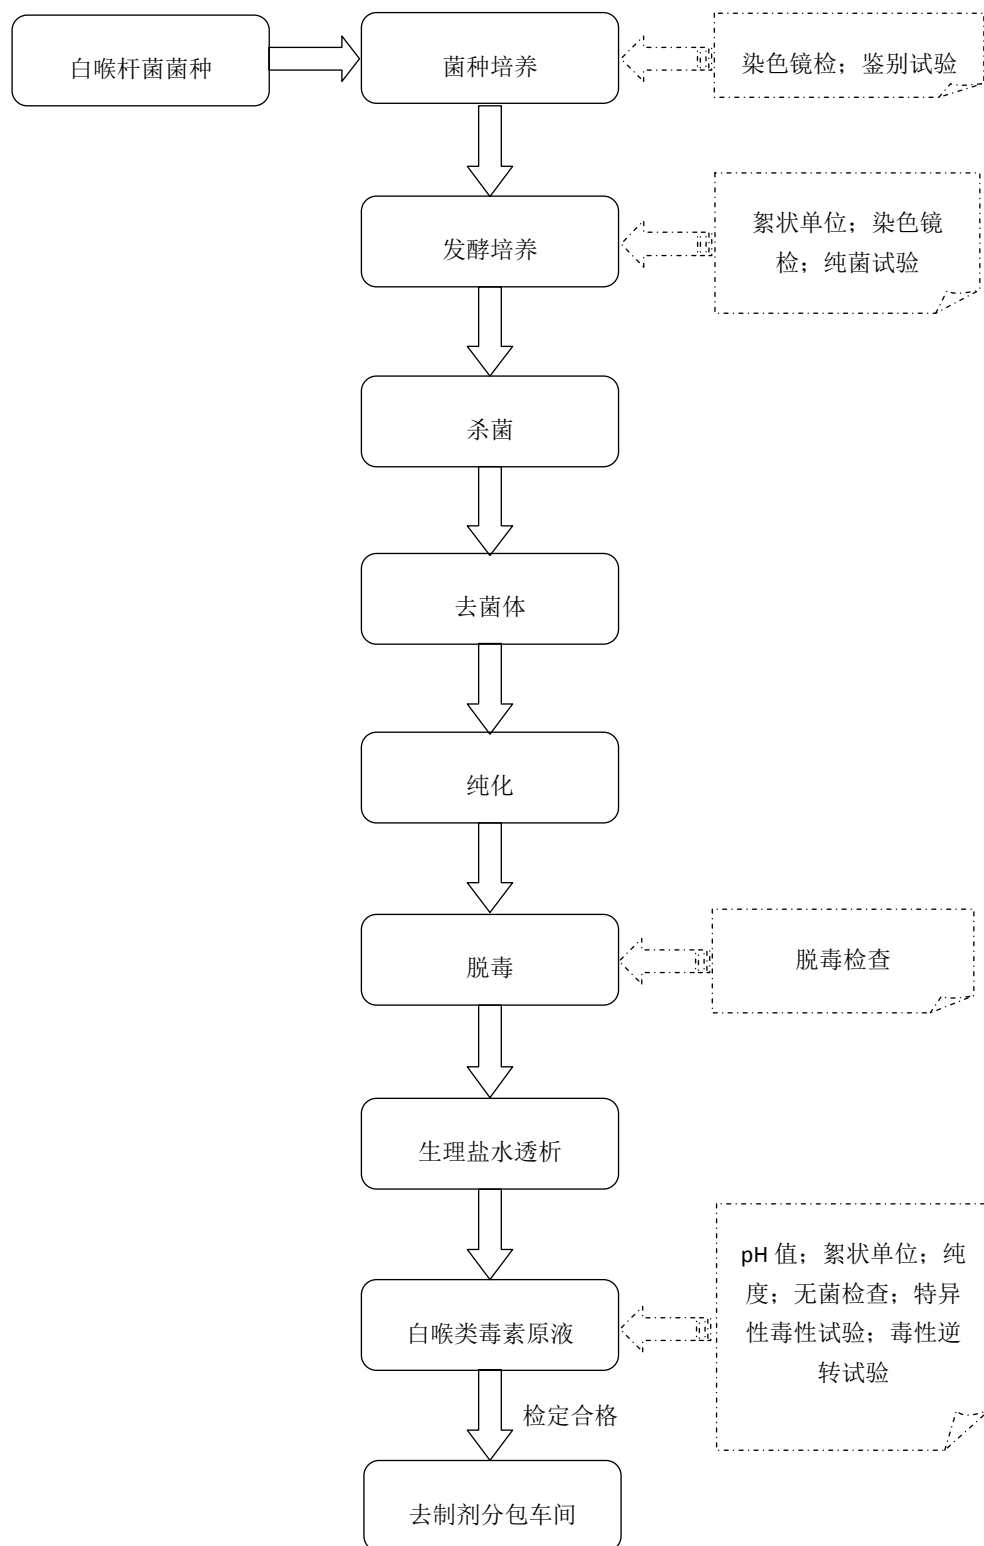 白喉杆菌菌种
菌种培养
染色镜检；鉴别试验
发酵培养
絮状单位；染色镜
检；纯菌试验
杀菌
去菌体
纯化
脱毒
脱毒检查
生理盐水透析
白喉类毒素原液
pH 值；絮状单位；纯
度；无菌检查；特异
性毒性试验；毒性逆
转试验
检定合格
去制剂分包车间